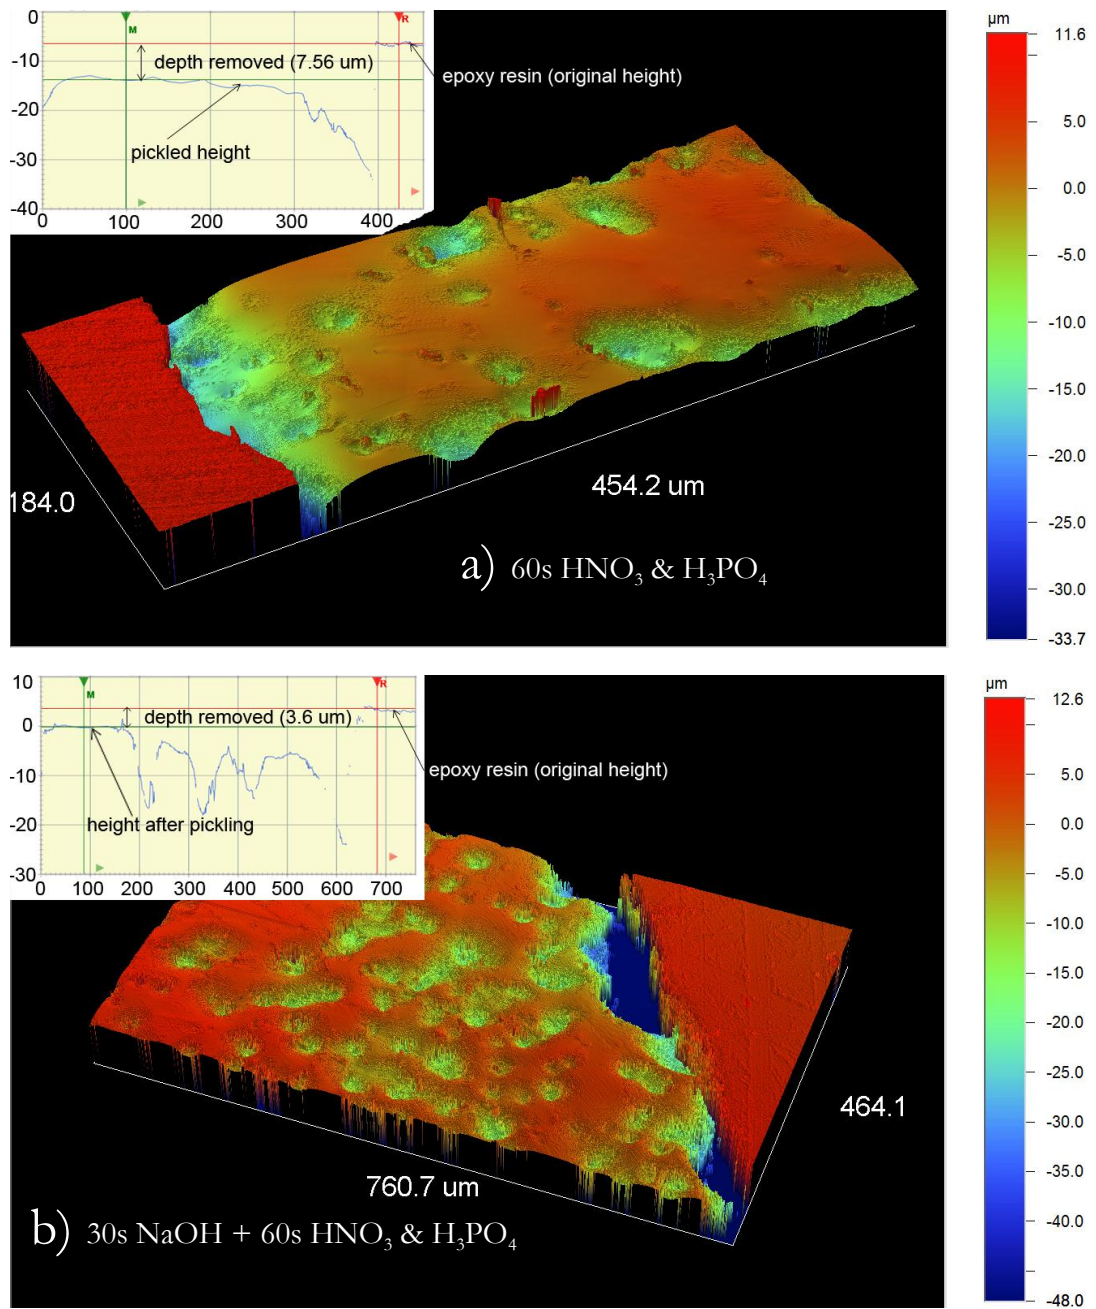 0
-10
-20
-30
-40
0 100 200 300 400
M
R
depth removed (7.56 um)
pickled height
epoxy resin (original height)
µm
11.6
5.0
0.0
-5.0
-10.0
-15.0
-20.0
-25.0
-30.0
-33.7
184.0
454.2 um
a) 60s HNO₃ & H₃PO₄
10
0
-10
-20
-30
0 100 200 300 400 500 600 700
M
R
depth removed (3.6 um)
height after pickling
epoxy resin (original height)
µm
12.6
5.0
0.0
-5.0
-10.0
-15.0
-20.0
-25.0
-30.0
-35.0
-40.0
-48.0
464.1
760.7 um
b) 30s NaOH + 60s HNO₃ & H₃PO₄